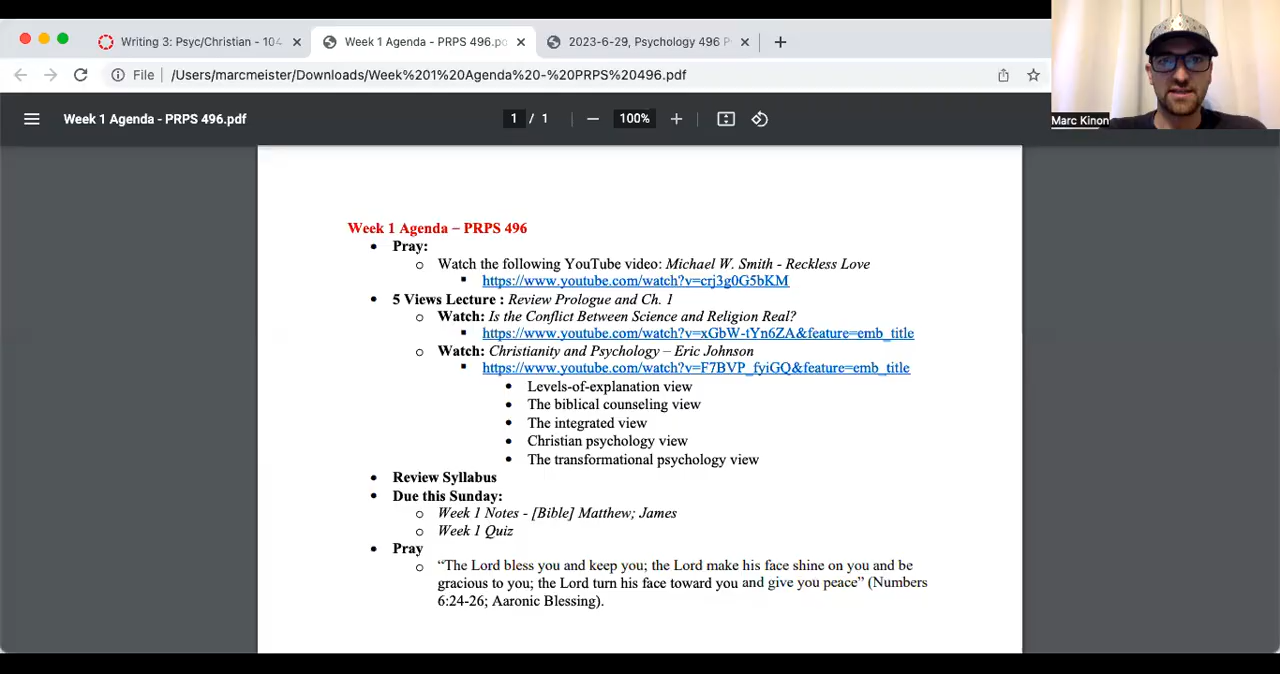 Writing 3: Psyc/Christian - 104
Week 1 Agenda - PRPS 496.pd
2023-6-29, Psychology 496 P
File
/Users/marcmeister/Downloads/Week%201%20Agenda%20-%20PRPS%20496.pdf
Week 1 Agenda - PRPS 496.pdf
1 / 1
100%
Marc Kinon
Week 1 Agenda – PRPS 496
Pray:
Watch the following YouTube video: Michael W. Smith - Reckless Love
https://www.youtube.com/watch?v=crj3g0G5bKM
5 Views Lecture : Review Prologue and Ch. 1
Watch: Is the Conflict Between Science and Religion Real?
https://www.youtube.com/watch?v=xGbW-tYn6ZA&feature=emb_title
Watch: Christianity and Psychology – Eric Johnson
https://www.youtube.com/watch?v=F7BVP_fyiGQ&feature=emb_title
Levels-of-explanation view
The biblical counseling view
The integrated view
Christian psychology view
The transformational psychology view
Review Syllabus
Due this Sunday:
Week 1 Notes - [Bible] Matthew; James
Week 1 Quiz
Pray
“The Lord bless you and keep you; the Lord make his face shine on you and be
gracious to you; the Lord turn his face toward you and give you peace” (Numbers
6:24-26; Aaronic Blessing).